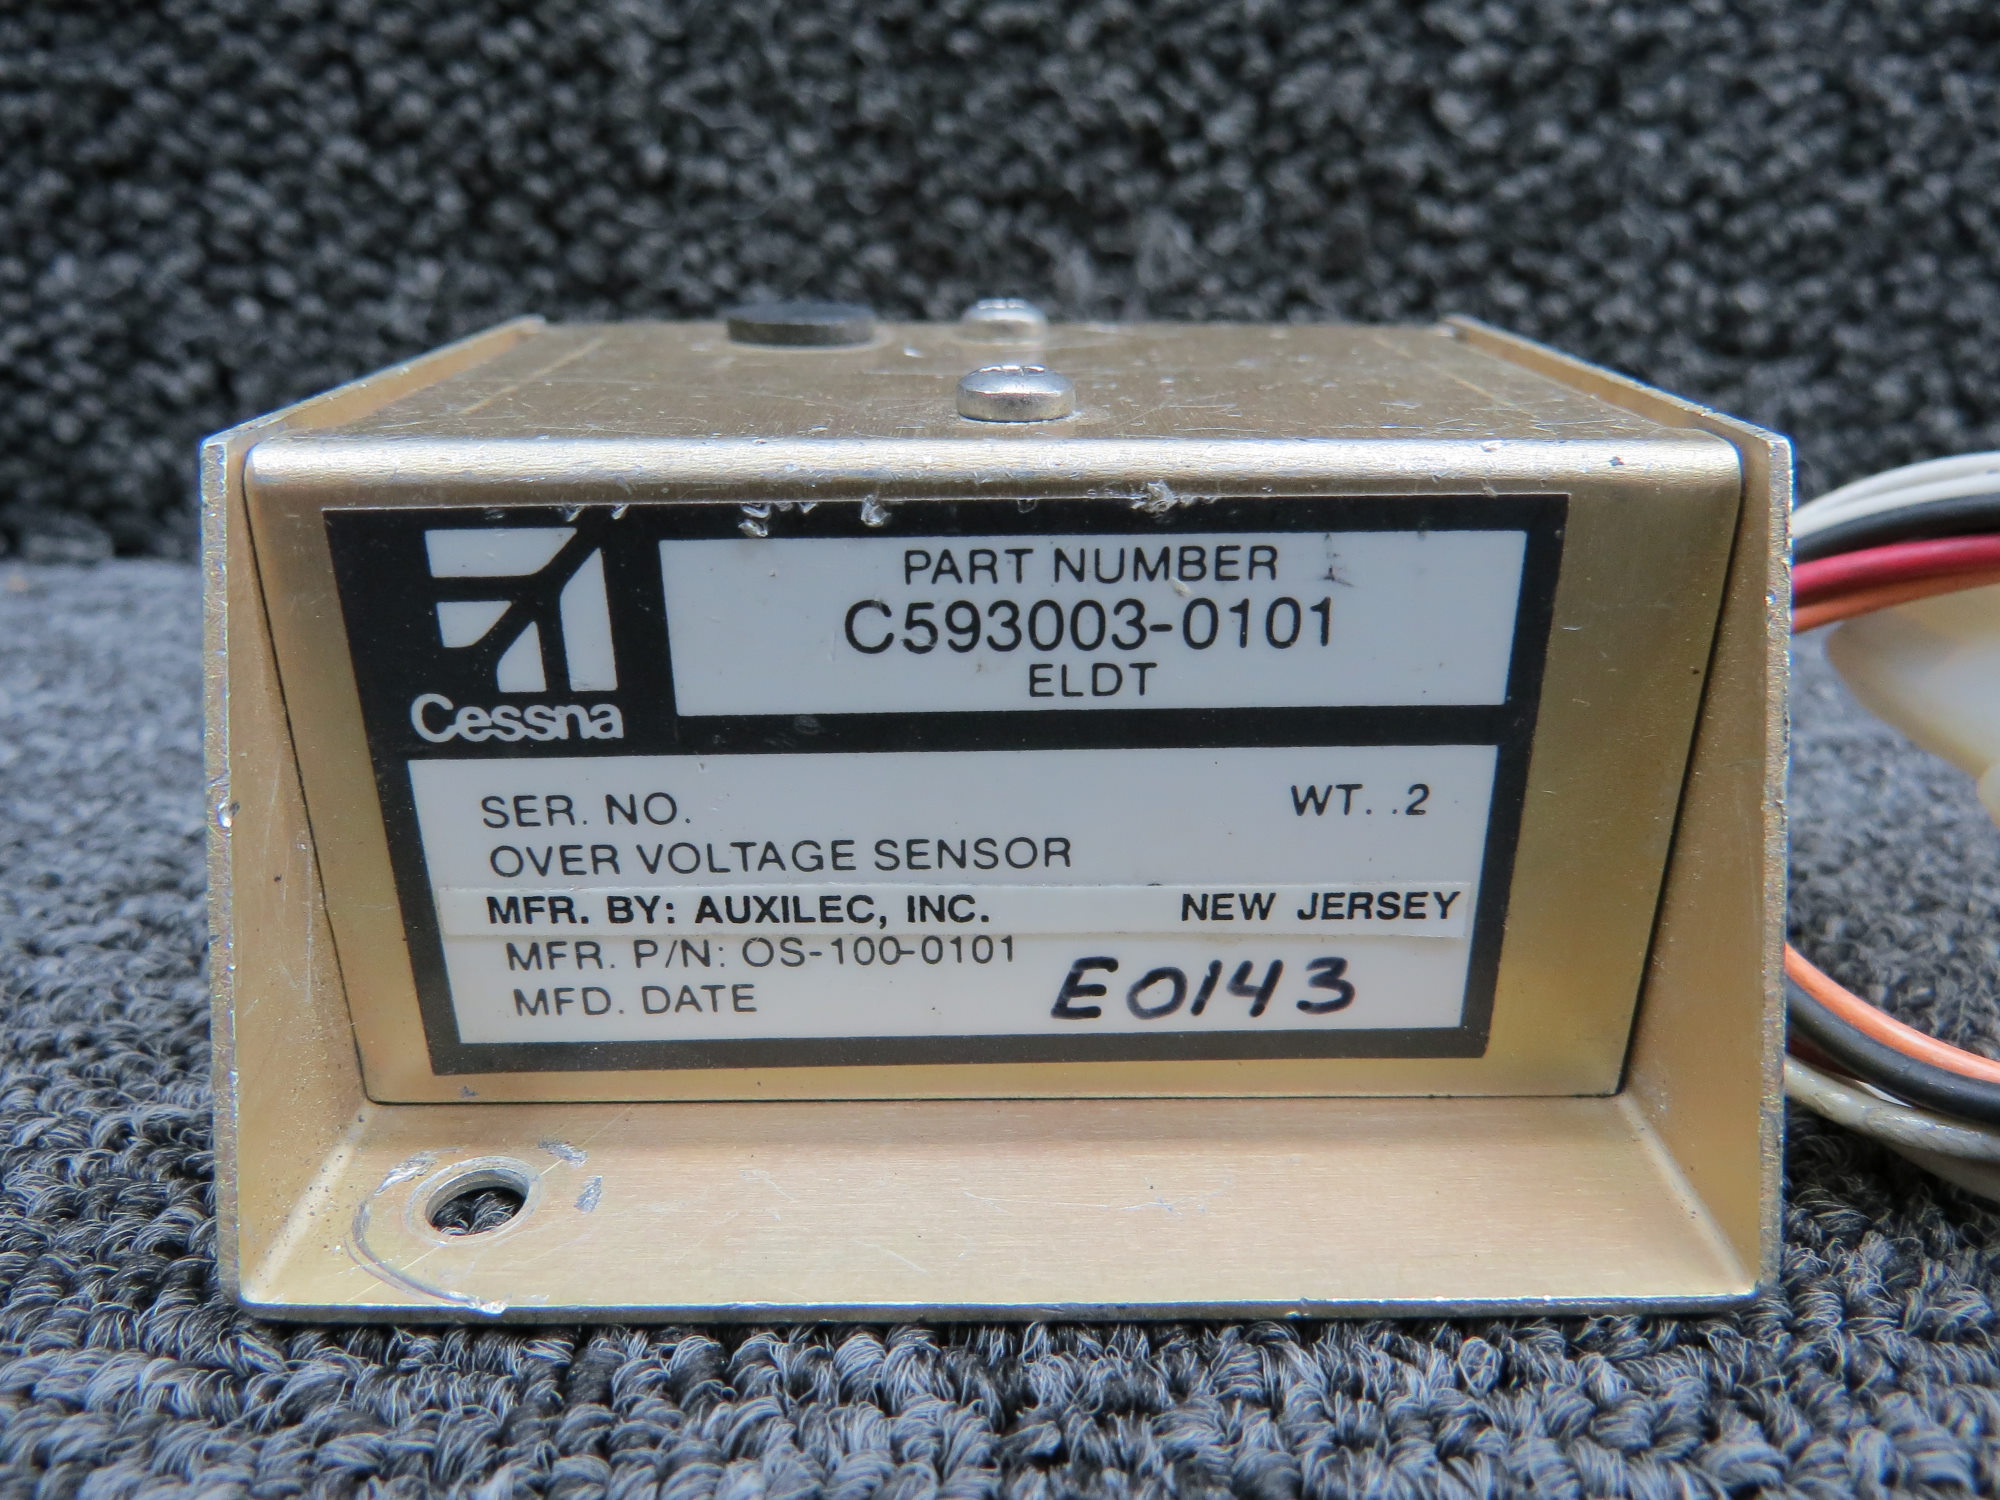 PART NUMBER
C593003-0101
ELDT
Cessna
SER. NO. WT. .2
OVER VOLTAGE SENSOR
MFR. BY: AUXILEC, INC. NEW JERSEY
MFR. P/N: OS-100-0101
MFD. DATE E0143